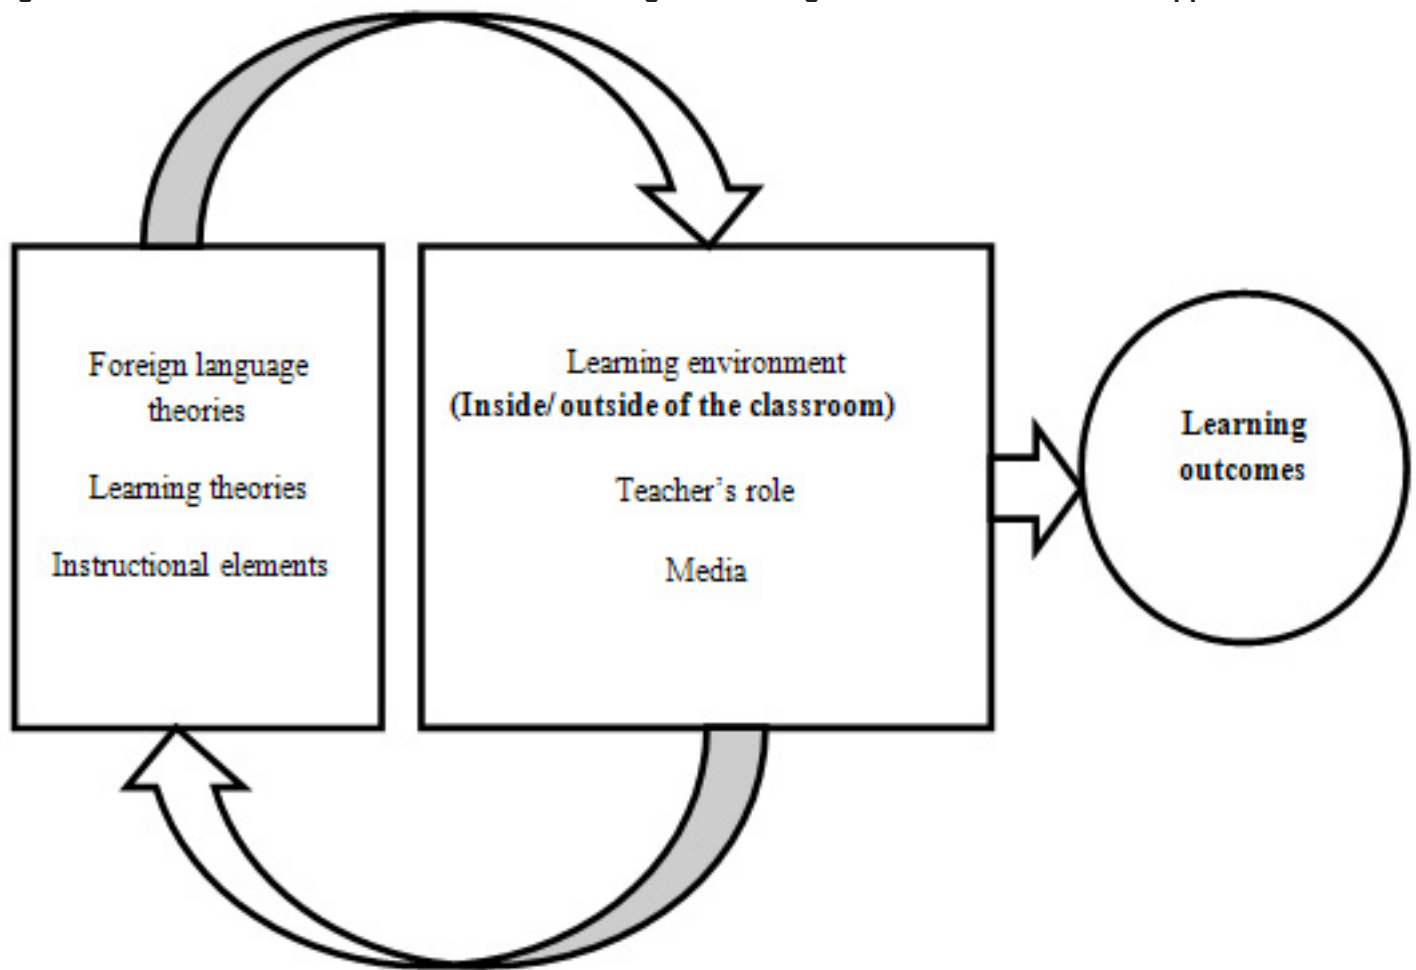 Foreign language
theories
Learning theories
Instructional elements
Learning environment
(Inside/ outside of the classroom)
Teacher’s role
Media
Learning
outcomes